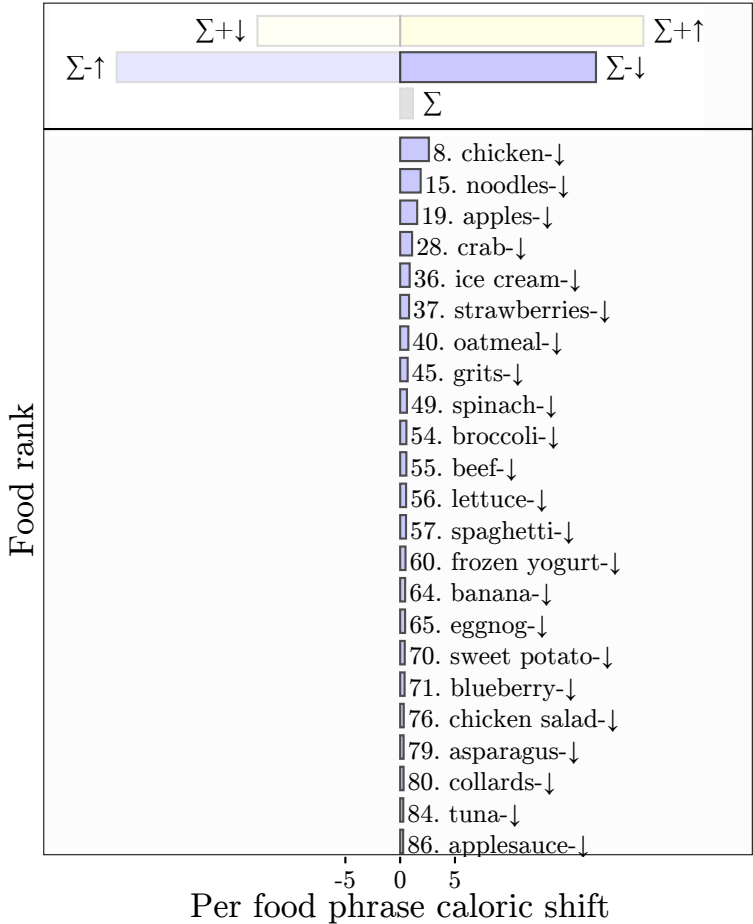 Σ+↓ Σ+↑
Σ-↑ Σ-↓
Σ
8. chicken-↓
15. noodles-↓
19. apples-↓
28. crab-↓
36. ice cream-↓
37. strawberries-↓
40. oatmeal-↓
45. grits-↓
49. spinach-↓
54. broccoli-↓
55. beef-↓
56. lettuce-↓
57. spaghetti-↓
60. frozen yogurt-↓
64. banana-↓
65. eggnog-↓
70. sweet potato-↓
71. blueberry-↓
76. chicken salad-↓
79. asparagus-↓
80. collards-↓
84. tuna-↓
86. applesauce-↓
Food rank
-5 0 5
Per food phrase caloric shift